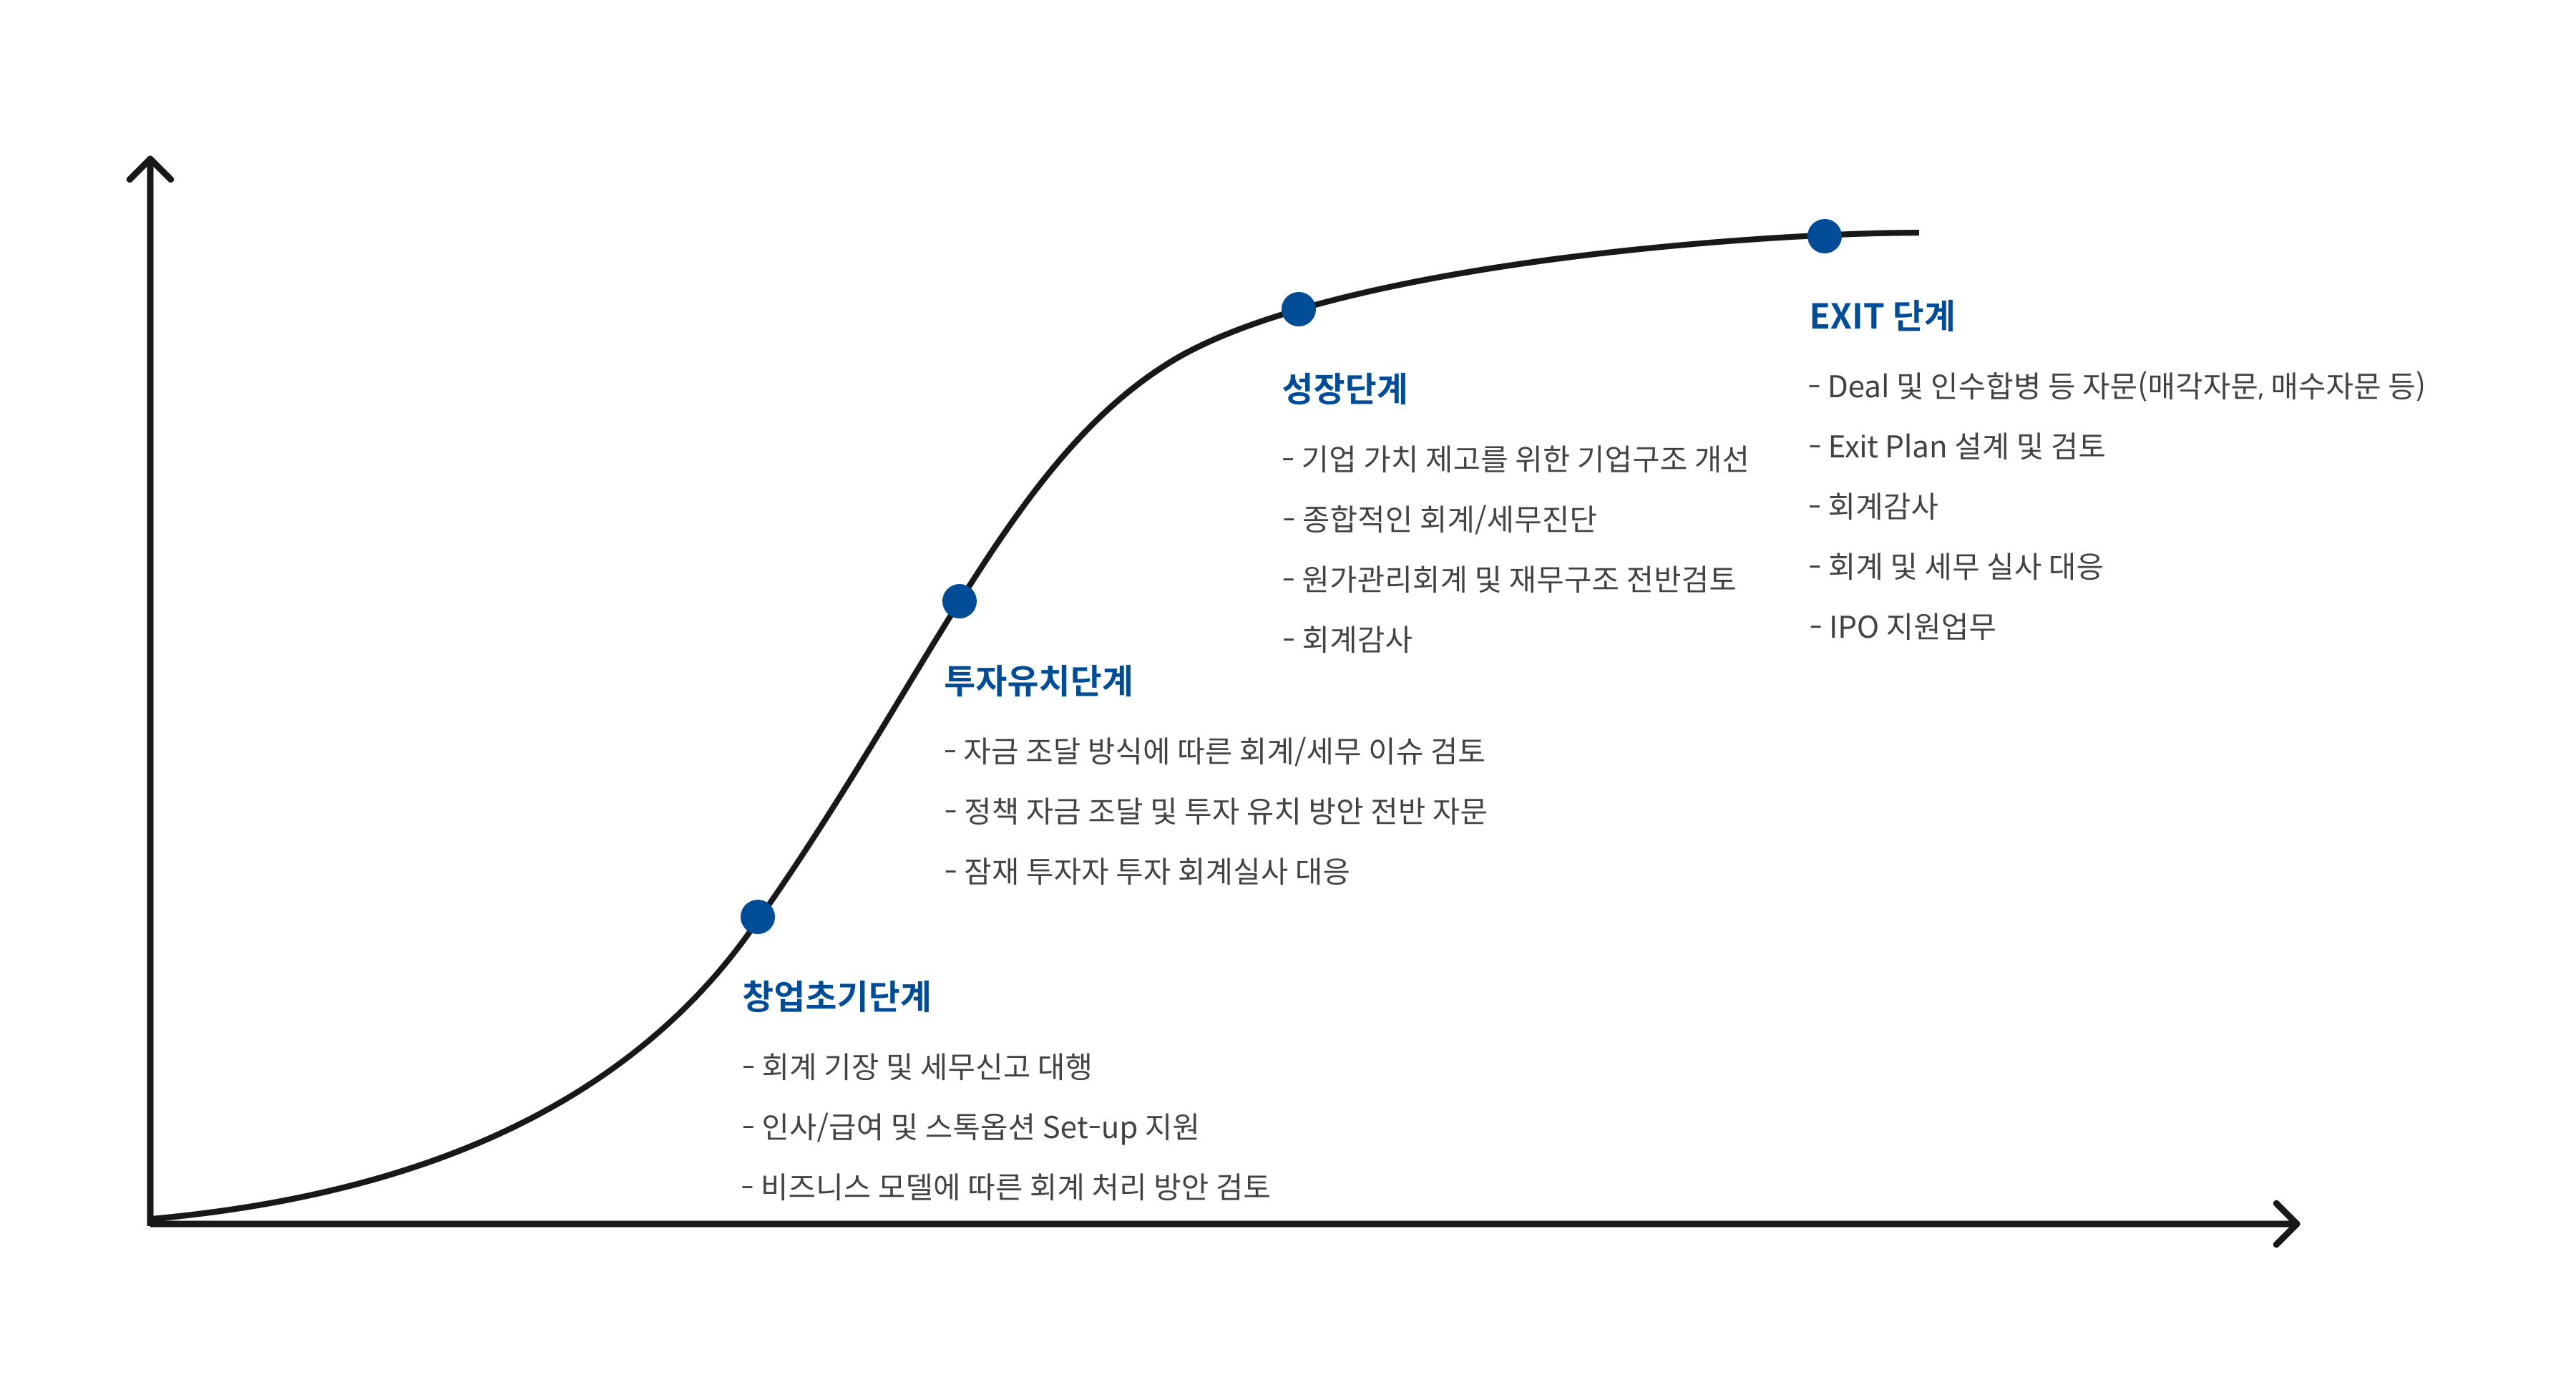 EXIT 단계
- Deal 및 인수합병 등 자문(매각자문, 매수자문 등)
- Exit Plan 설계 및 검토
- 회계감사
- 회계 및 세무 실사 대응
- IPO 지원업무
성장단계
- 기업 가치 제고를 위한 기업구조 개선
- 종합적인 회계/세무진단
- 원가관리회계 및 재무구조 전반검토
- 회계감사
투자유치단계
- 자금 조달 방식에 따른 회계/세무 이슈 검토
- 정책 자금 조달 및 투자 유치 방안 전반 자문
- 잠재 투자자 투자 회계실사 대응
창업초기단계
- 회계 기장 및 세무신고 대행
- 인사/급여 및 스톡옵션 Set-up 지원
- 비즈니스 모델에 따른 회계 처리 방안 검토